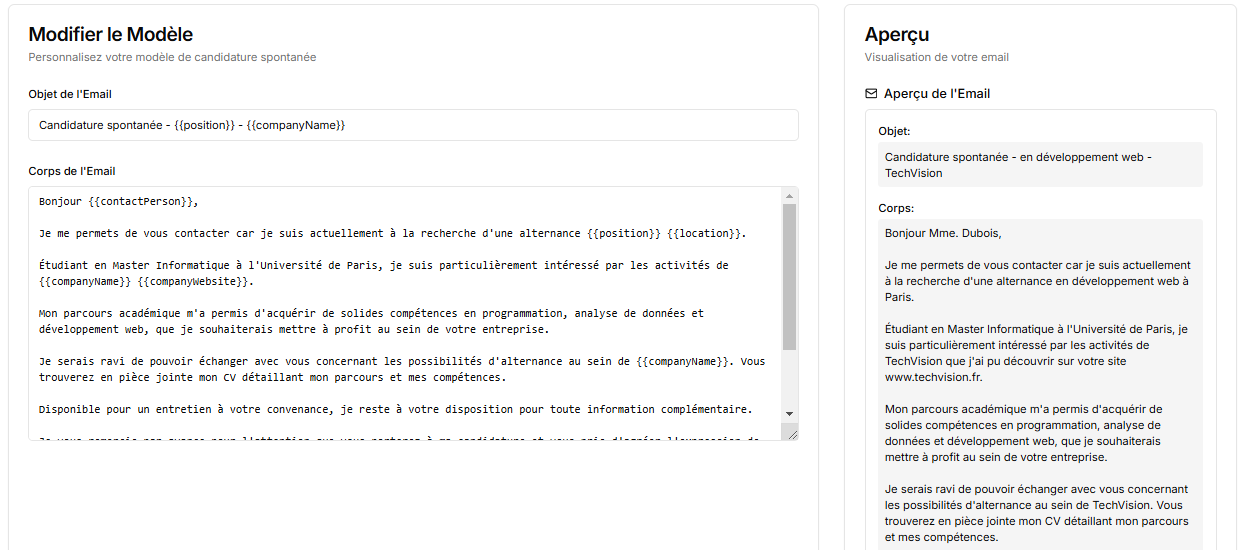 Modifier le Modèle
Personnalisez votre modèle de candidature spontanée
Objet de l'Email
Candidature spontanée - {{position}} - {{companyName}}
Corps de l'Email
Bonjour {{contactPerson}},
Je me permets de vous contacter car je suis actuellement à la recherche d'une alternance {{position}} {{location}}.
Étudiant en Master Informatique à l'Université de Paris, je suis particulièrement intéressé par les activités de
{{companyName}} {{companyWebsite}}.
Mon parcours académique m'a permis d'acquérir de solides compétences en programmation, analyse de données et
développement web, que je souhaiterais mettre à profit au sein de votre entreprise.
Je serais ravi de pouvoir échanger avec vous concernant les possibilités d'alternance au sein de {{companyName}}. Vous
trouverez en pièce jointe mon CV détaillant mon parcours et mes compétences.
Disponible pour un entretien à votre convenance, je reste à votre disposition pour toute information complémentaire.
Aperçu
Visualisation de votre email
Aperçu de l'Email
Objet:
Candidature spontanée - en développement web -
TechVision
Corps:
Bonjour Mme. Dubois,
Je me permets de vous contacter car je suis actuellement
à la recherche d'une alternance en développement web à
Paris.
Étudiant en Master Informatique à l'Université de Paris, je
suis particulièrement intéressé par les activités de
TechVision que j'ai pu découvrir sur votre site
www.techvision.fr.
Mon parcours académique m'a permis d'acquérir de
solides compétences en programmation, analyse de
données et développement web, que je souhaiterais
mettre à profit au sein de votre entreprise.
Je serais ravi de pouvoir échanger avec vous concernant
les possibilités d'alternance au sein de TechVision. Vous
trouverez en pièce jointe mon CV détaillant mon parcours
et mes compétences.